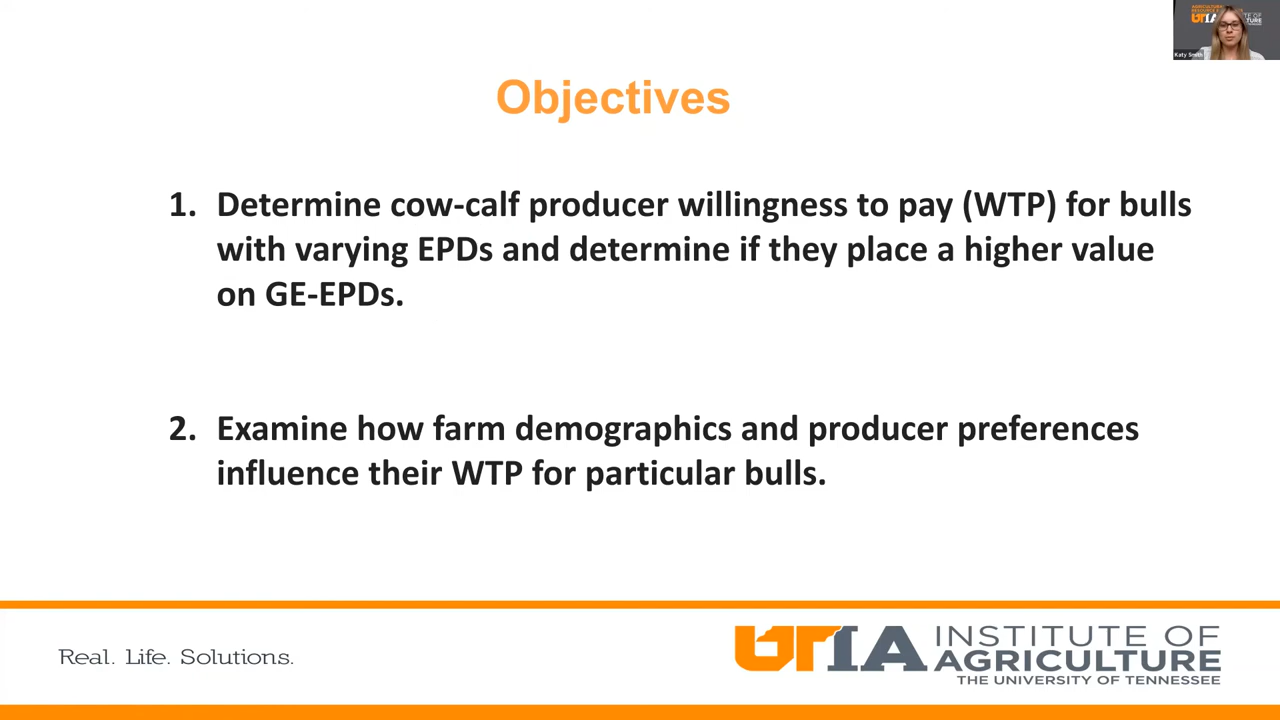 Objectives
1. Determine cow-calf producer willingness to pay (WTP) for bulls
with varying EPDs and determine if they place a higher value
on GE-EPDs.
2. Examine how farm demographics and producer preferences
influence their WTP for particular bulls.
Real. Life. Solutions.
UTIA INSTITUTE OF
AGRICULTURE
THE UNIVERSITY OF TENNESSEE
Katy Smith